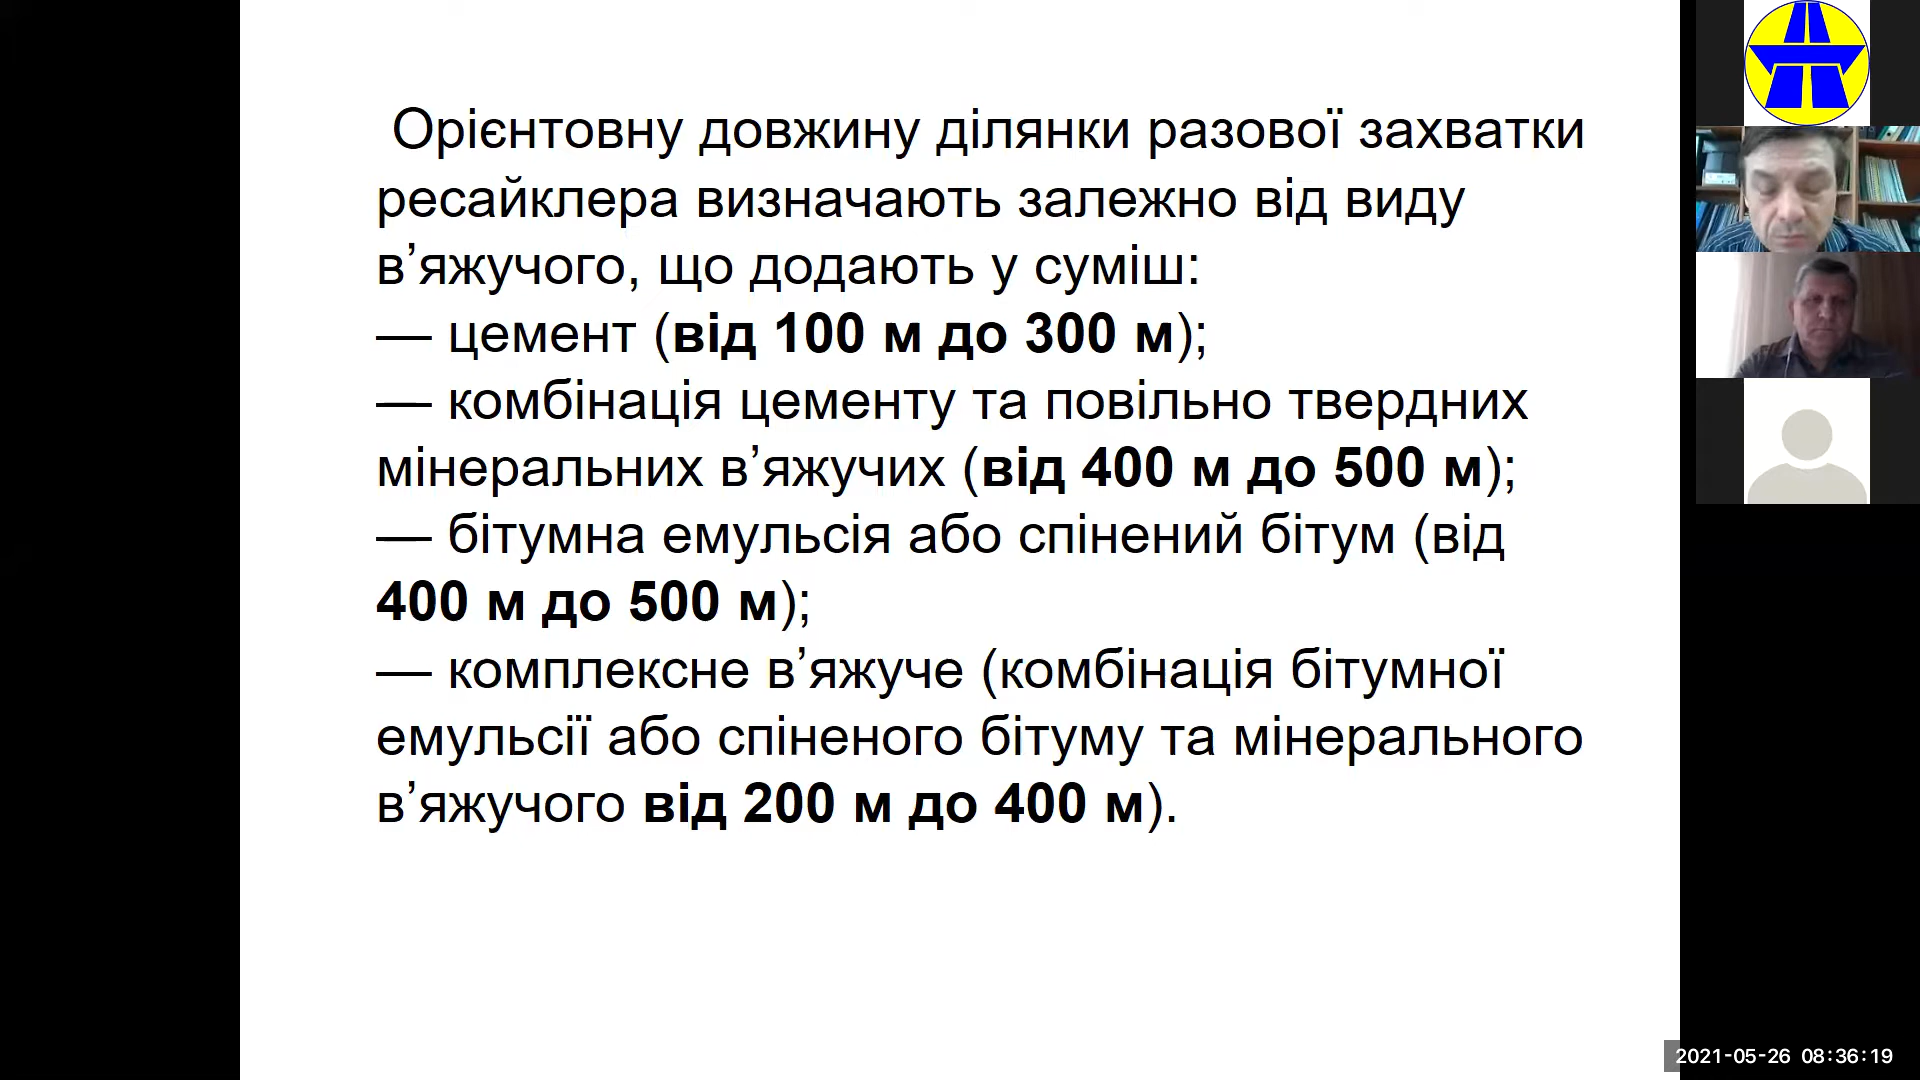 Орієнтовну довжину ділянки разової захватки
ресайклера визначають залежно від виду
в’яжучого, що додають у суміш:
— цемент (від 100 м до 300 м);
— комбінація цементу та повільно твердних
мінеральних в’яжучих (від 400 м до 500 м);
— бітумна емульсія або спінений бітум (від
400 м до 500 м);
— комплексне в’яжуче (комбінація бітумної
емульсії або спіненого бітуму та мінерального
в’яжучого від 200 м до 400 м).
2021-05-26 08:36:19